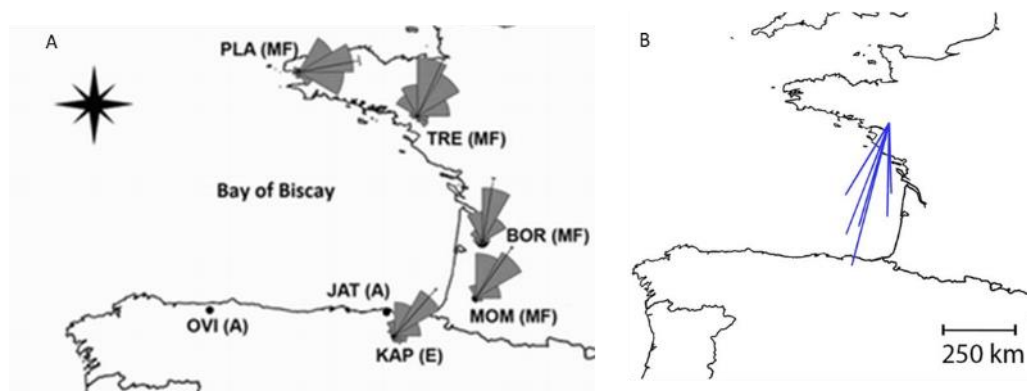 A
PLA (MF)
TRE (MF)
Bay of Biscay
BOR (MF)
JAT (A)
OVI (A)
MOM (MF)
KAP (E)
B
250 km